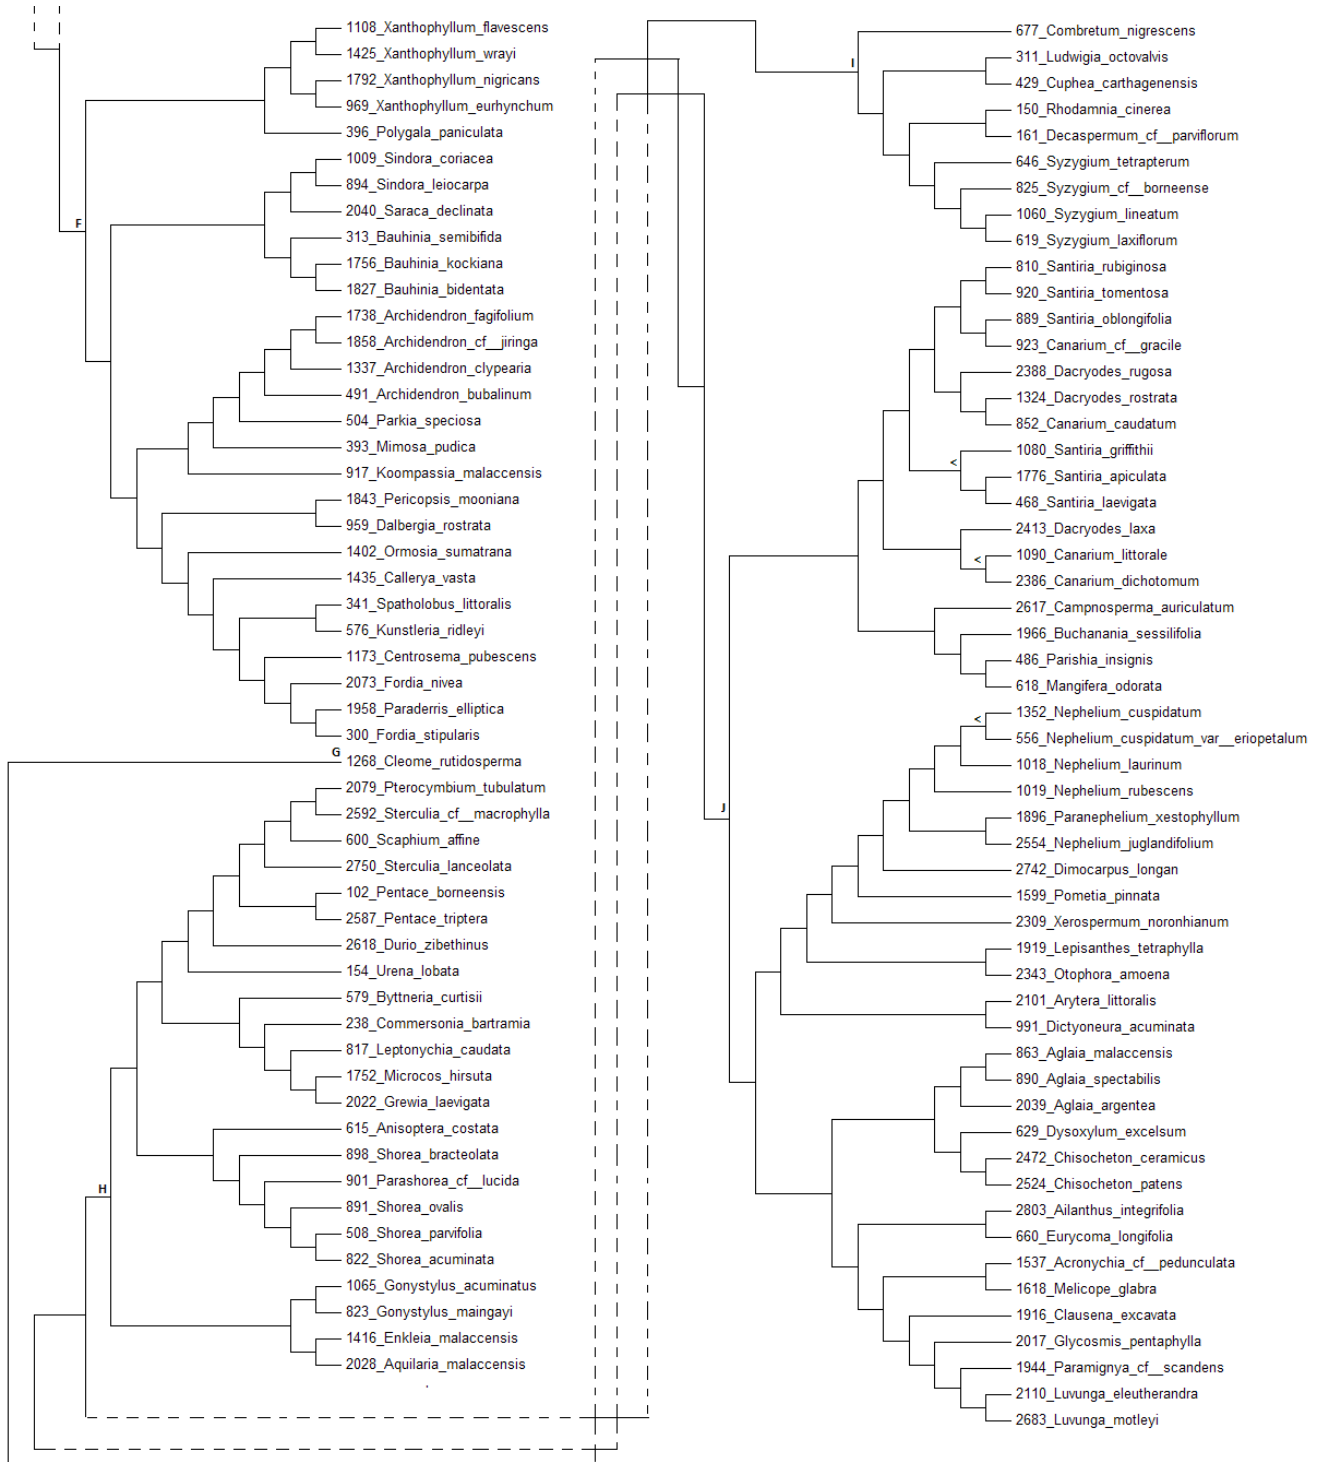 1108_Xanthophyllum_flavescens
1425_Xanthophyllum_wrayi
1792_Xanthophyllum_nigricans
969_Xanthophyllum_eurhynchum
396_Polygala_paniculata
1009_Sindora_coriacea
894_Sindora_leiocarpa
2040_Saraca_declinata
F
313_Bauhinia_semibifida
1756_Bauhinia_kockiana
1827_Bauhinia_bidentata
1738_Archidendron_fagifolium
1858_Archidendron_cf__jiringa
1337_Archidendron_clypearia
491_Archidendron_bubalinum
504_Parkia_speciosa
393_Mimosa_pudica
917_Koompassia_malaccensis
1843_Pericopsis_mooniana
959_Dalbergia_rostrata
1402_Ormosia_sumatrana
1435_Callerya_vasta
341_Spatholobus_littoralis
576_Kunstleria_ridleyi
1173_Centrosema_pubescens
2073_Fordia_nivea
1958_Paraderris_elliptica
300_Fordia_stipularis
G
1268_Cleome_rutidosperma
2079_Pterocymbium_tubulatum
2592_Sterculia_cf__macrophylla
600_Scaphium_affine
2750_Sterculia_lanceolata
102_Pentace_borneensis
2587_Pentace_triptera
2618_Durio_zibethinus
154_Urena_lobata
579_Byttneria_curtisii
238_Commersonia_bartramia
817_Leptonychia_caudata
1752_Microcos_hirsuta
2022_Grewia_laevigata
615_Anisoptera_costata
898_Shorea_bracteolata
901_Parashorea_cf__lucida
H
891_Shorea_ovalis
508_Shorea_parvifolia
822_Shorea_acuminata
1065_Gonystylus_acuminatus
823_Gonystylus_maingayi
1416_Enkleia_malaccensis
2028_Aquilaria_malaccensis
677_Combretum_nigrescens
I
311_Ludwigia_octovalvis
429_Cuphea_carthagenensis
150_Rhodamnia_cinerea
161_Decaspermum_cf__parviflorum
646_Syzygium_tetrapterum
825_Syzygium_cf__borneense
1060_Syzygium_lineatum
619_Syzygium_laxiflorum
810_Santiria_rubiginosa
920_Santiria_tomentosa
889_Santiria_oblongifolia
923_Canarium_cf__gracile
2388_Dacryodes_rugosa
1324_Dacryodes_rostrata
852_Canarium_caudatum
1080_Santiria_griffithii
<
1776_Santiria_apiculata
468_Santiria_laevigata
2413_Dacryodes_laxa
1090_Canarium_littorale
<
2386_Canarium_dichotomum
2617_Campnosperma_auriculatum
1966_Buchanania_sessilifolia
486_Parishia_insignis
618_Mangifera_odorata
1352_Nephelium_cuspidatum
<
556_Nephelium_cuspidatum_var__eriopetalum
1018_Nephelium_laurinum
1019_Nephelium_rubescens
J
1896_Paranephelium_xestophyllum
2554_Nephelium_juglandifolium
2742_Dimocarpus_longan
1599_Pometia_pinnata
2309_Xerospermum_noronhianum
1919_Lepisanthes_tetraphylla
2343_Otophora_amoena
2101_Arytera_littoralis
991_Dictyoneura_acuminata
863_Aglaia_malaccensis
890_Aglaia_spectabilis
2039_Aglaia_argentea
629_Dysoxylum_excelsum
2472_Chisocheton_ceramicus
2524_Chisocheton_patens
2803_Ailanthus_integrifolia
660_Eurycoma_longifolia
1537_Acronychia_cf__pedunculata
1618_Melicope_glabra
1916_Clausena_excavata
2017_Glycosmis_pentaphylla
1944_Paramignya_cf__scandens
2110_Luvunga_eleutherandra
2683_Luvunga_motleyi